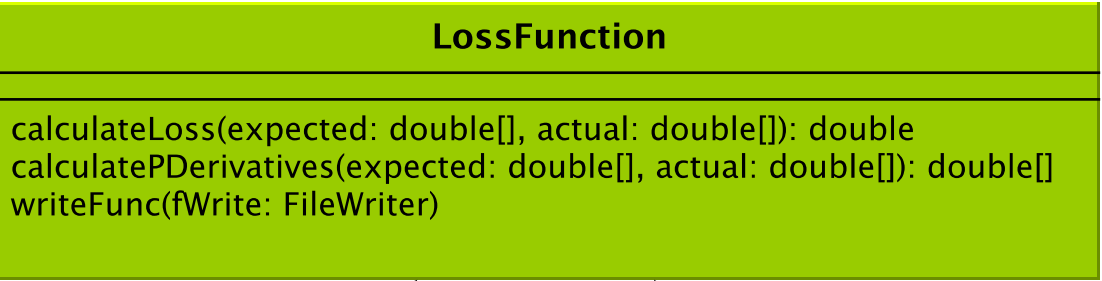 LossFunction
calculateLoss(expected: double[], actual: double[]): double
calculatePDerivatives(expected: double[], actual: double[]): double[]
writeFunc(fWrite: FileWriter)